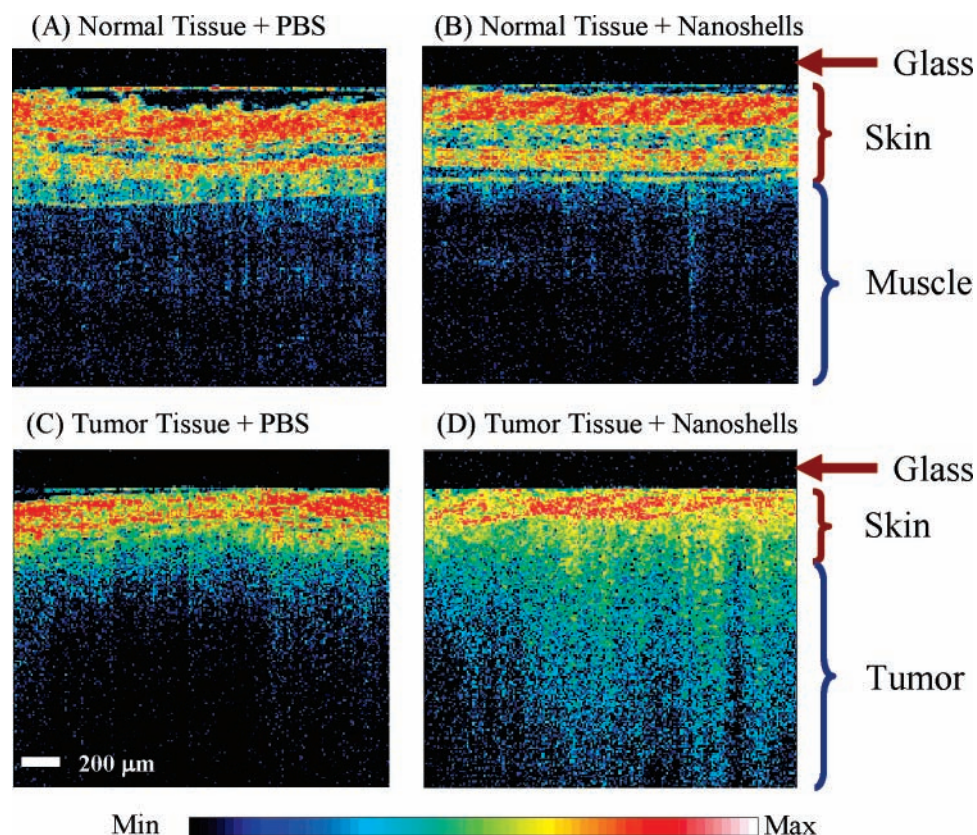 (A) Normal Tissue + PBS
(B) Normal Tissue + Nanoshells
Glass
Skin
Muscle
(C) Tumor Tissue + PBS
(D) Tumor Tissue + Nanoshells
Glass
Skin
Tumor
200 μm
Min
Max